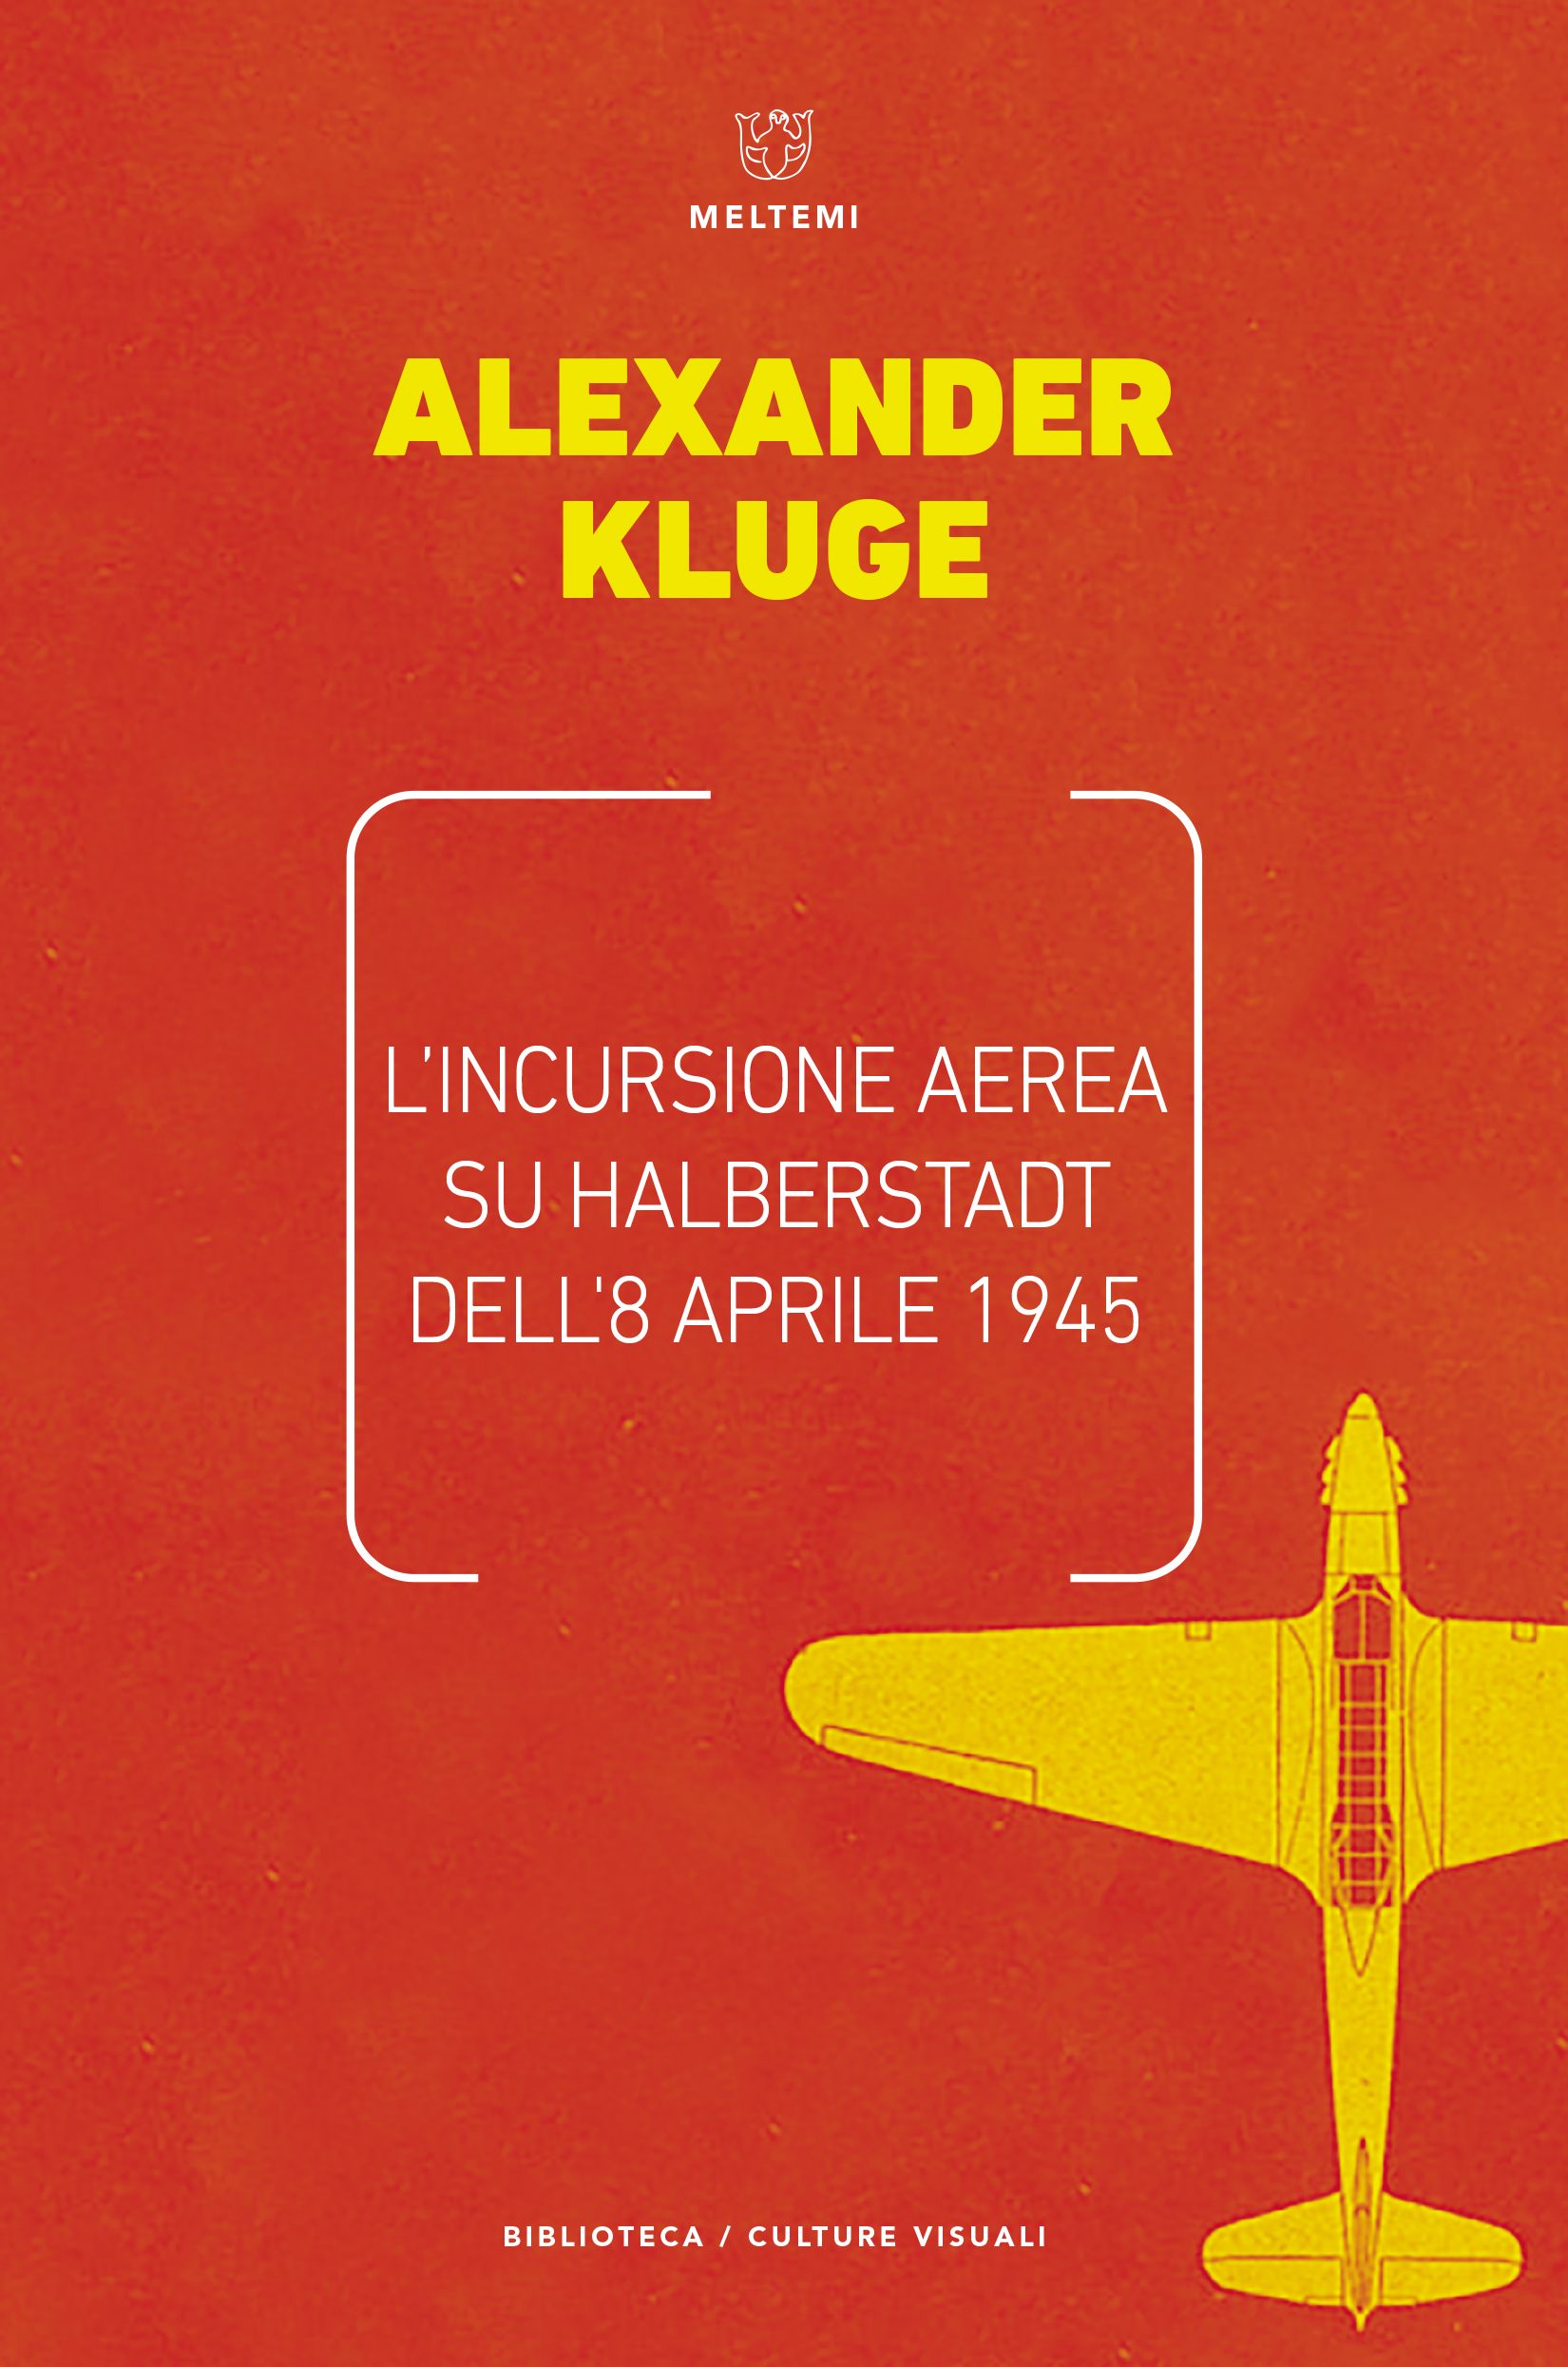 MELTEMI
ALEXANDER
KLUGE
L’INCURSIONE AEREA
SU HALBERSTADT
DELL'8 APRILE 1945
BIBLIOTECA / CULTURE VISUALI